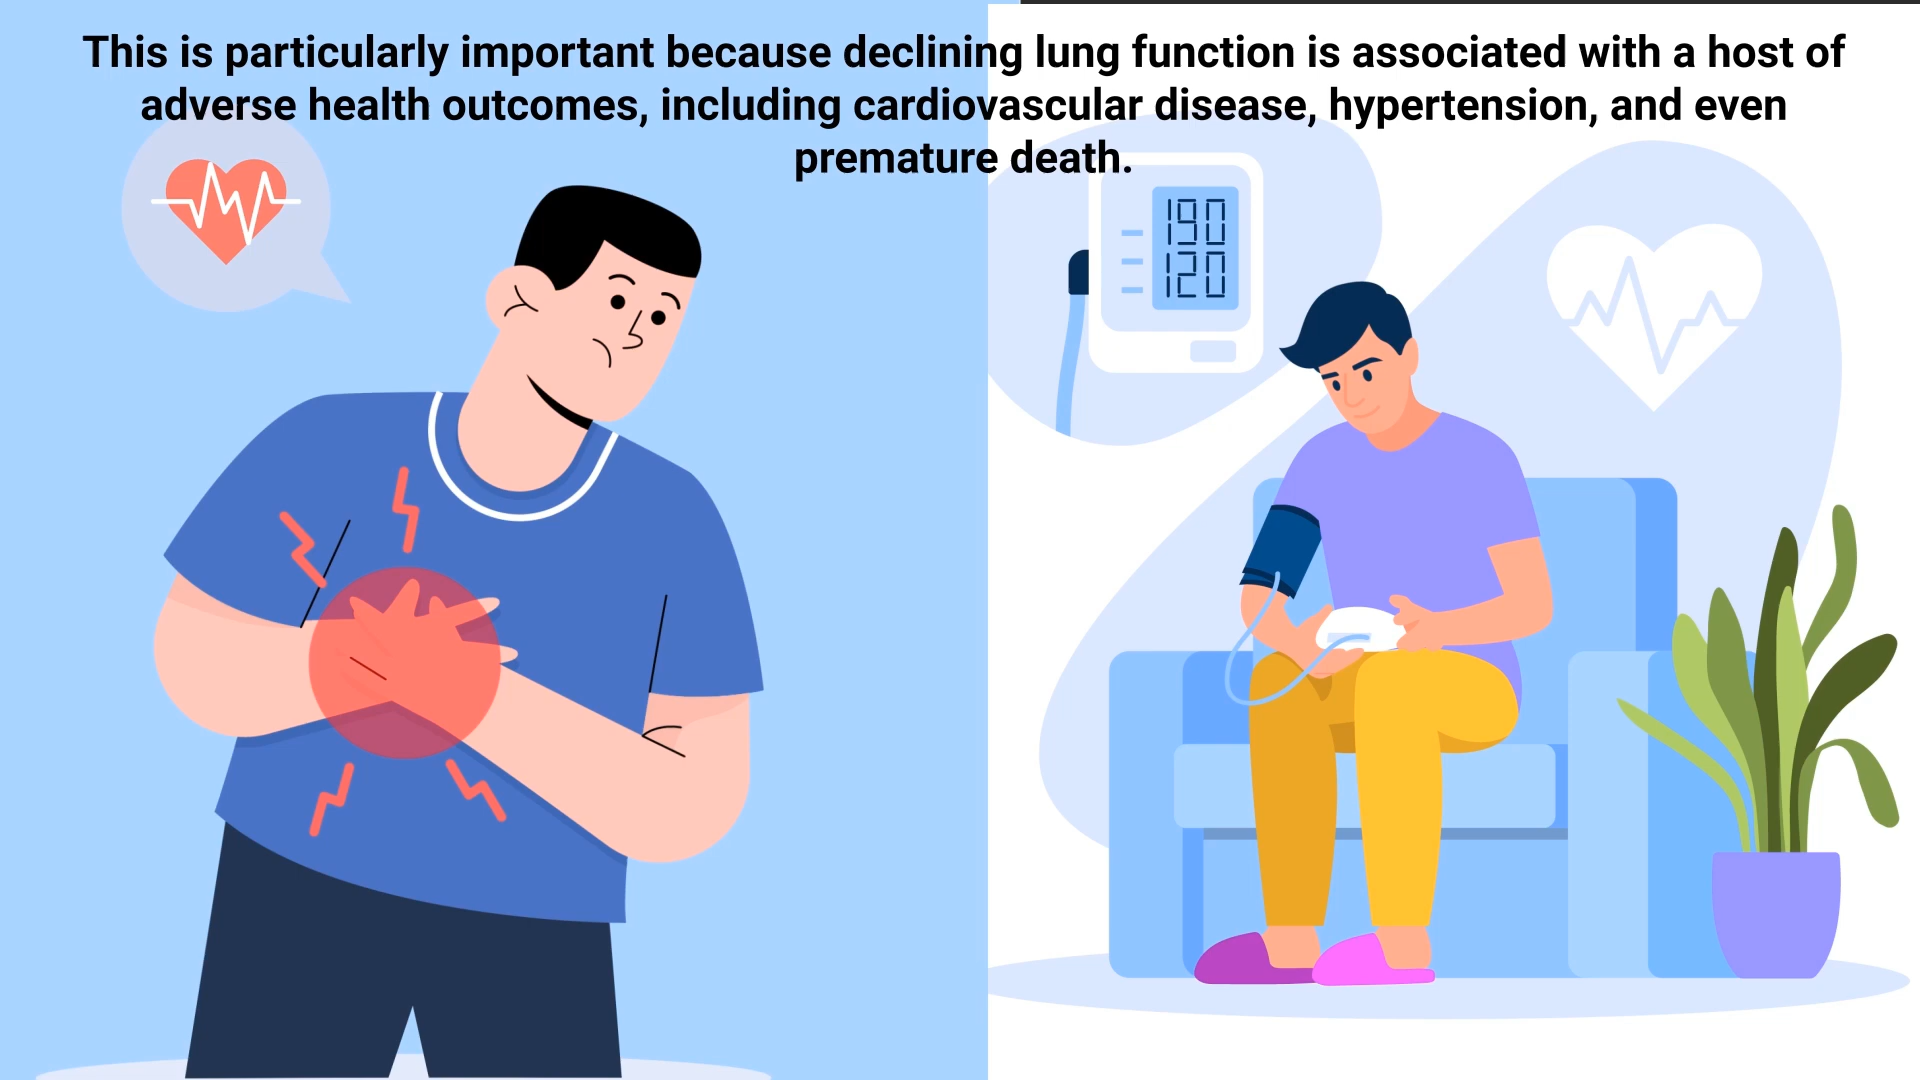 This is particularly important because declining lung function is associated with a host of
adverse health outcomes, including cardiovascular disease, hypertension, and even
premature death.
190
120